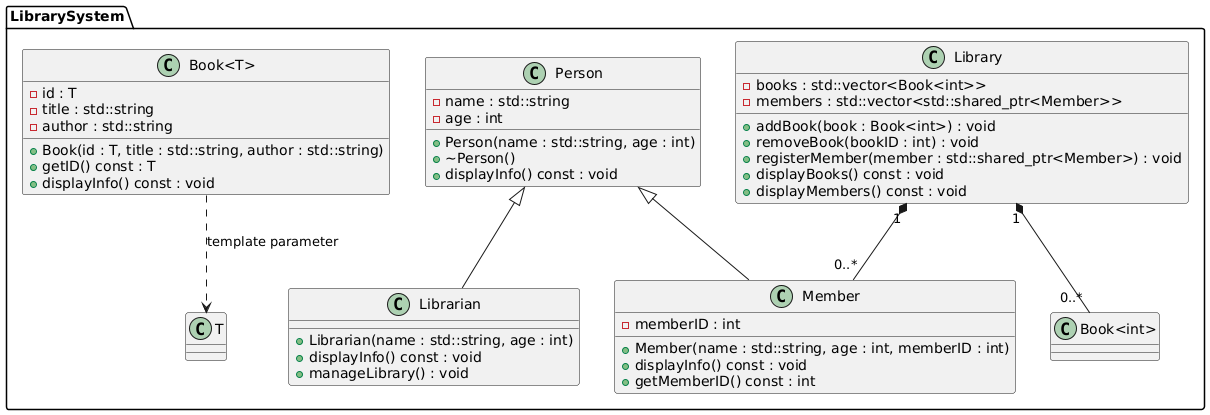 LibrarySystem
C Book<T>
id : T
title : std::string
author : std::string
Book(id : T, title : std::string, author : std::string)
getID() const : T
displayInfo() const : void
C Person
name : std::string
age : int
Person(name : std::string, age : int)
~Person()
displayInfo() const : void
C Library
books : std::vector<Book<int>>
members : std::vector<std::shared_ptr<Member>>
addBook(book : Book<int>) : void
removeBook(bookID : int) : void
registerMember(member : std::shared_ptr<Member>) : void
displayBooks() const : void
displayMembers() const : void
template parameter
1
1
0..*
0..*
C T
C Librarian
Librarian(name : std::string, age : int)
displayInfo() const : void
manageLibrary() : void
C Member
memberID : int
Member(name : std::string, age : int, memberID : int)
displayInfo() const : void
getMemberID() const : int
C Book<int>